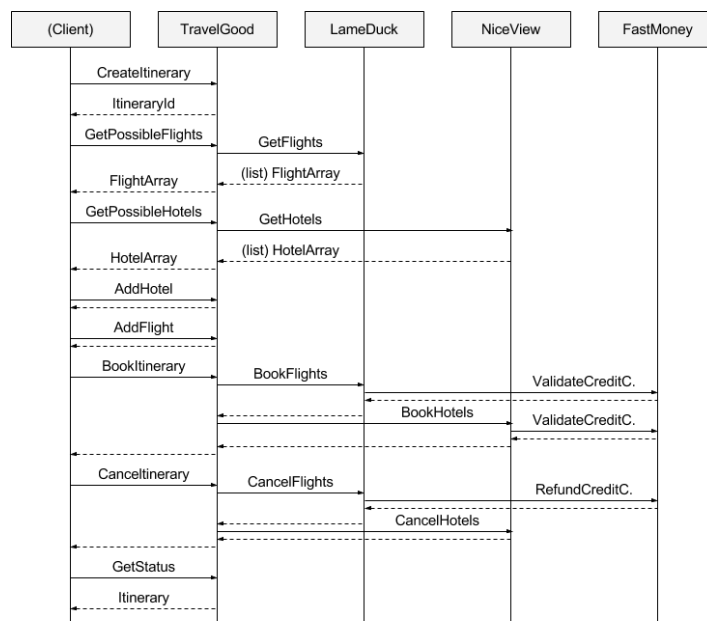 (Client) TravelGood LameDuck NiceView FastMoney
CreateItinerary
ItineraryId
GetPossibleFlights
GetFlights
(list) FlightArray
FlightArray
GetPossibleHotels
GetHotels
(list) HotelArray
HotelArray
AddHotel
AddFlight
BookItinerary
BookFlights
ValidateCreditC.
BookHotels
ValidateCreditC.
CanceItinerary
CancelFlights
RefundCreditC.
CancelHotels
GetStatus
Itinerary